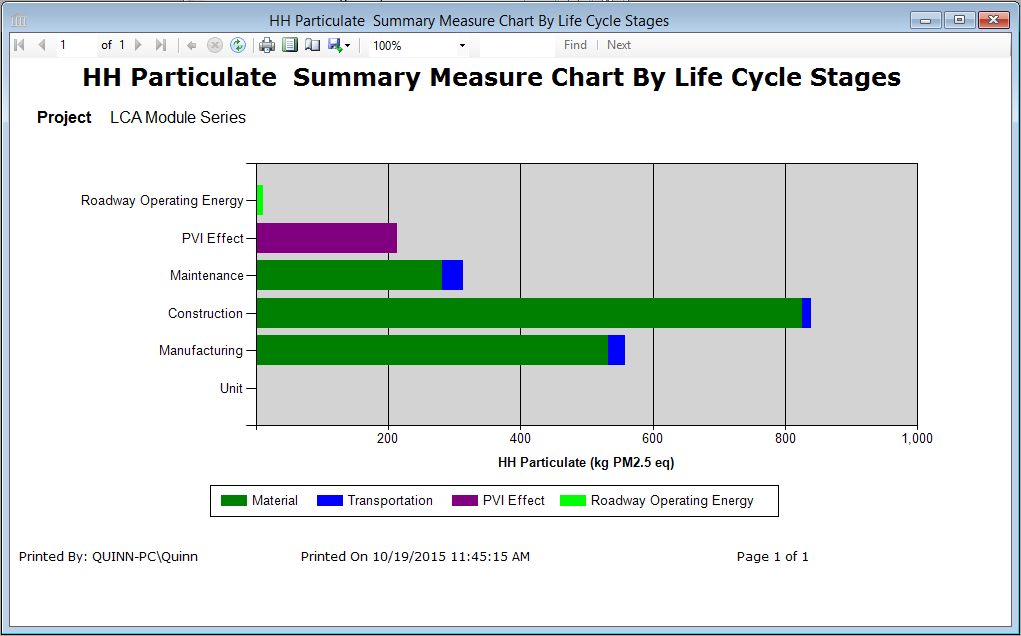 HH Particulate  Summary Measure Chart By Life Cycle Stages
1 of 1 100% Find Next
HH Particulate  Summary Measure Chart By Life Cycle Stages
Project LCA Module Series
Roadway Operating Energy
PVI Effect
Maintenance
Construction
Manufacturing
Unit
200 400 600 800 1,000
HH Particulate (kg PM2.5 eq)
Material Transportation PVI Effect Roadway Operating Energy
Printed By: QUINN-PC\Quinn Printed On 10/19/2015 11:45:15 AM Page 1 of 1